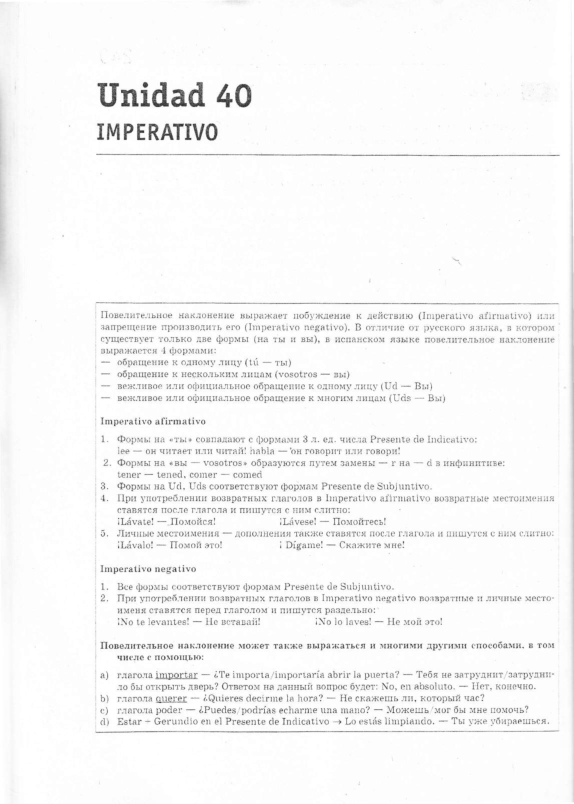 Unidad 40
IMPERATIVO
Повелительное наклонение выражает побуждение к действию (Imperativo afirmativo) или
запрещение производить его (Imperativo negativo). В отличие от русского языка, в котором
существует только две формы (на ты и вы), в испанском языке повелительное наклонение
выражается 4 формами:
— обращение к одному лицу (tú — ты)
— обращение к нескольким лицам (vosotros — вы)
— вежливое или официальное обращение к одному лицу (Ud — Вы)
— вежливое или официальное обращение к многим лицам (Uds — Вы)
Imperativo afirmativo
1. Формы на «ты» совпадают с формами 3 л. ед. числа Presente de Indicativo:
lee — он читает или читай! habla — он говорит или говори!
2. Формы на «вы — vosotros» образуются путем замены — r на — d в инфинитиве:
tener — tened, comer — comed
3. Формы на Ud, Uds соответствуют формам Presente de Subjuntivo.
4. При употреблении возвратных глаголов в Imperativo afirmativo возвратные местоимения
ставятся после глагола и пишутся с ним слитно:
¡Lávate! — Помойся! ¡Lávese! — Помойтесь!
5. Личные местоимения — дополнения также ставятся после глагола и пишутся с ним слитно:
¡Lávalo! — Помой это! ¡ Dígame! — Скажите мне!
Imperativo negativo
1. Все формы соответствуют формам Presente de Subjuntivo.
2. При употреблении возвратных глаголов в Imperativo negativo возвратные и личные место-
имения ставятся перед глаголом и пишутся раздельно:
¡No te levantes! — Не вставай! ¡No lo laves! — Не мой это!
Повелительное наклонение может также выражаться и многими другими способами, в том
числе с помощью:
a) глагола importar — ¿Te importa/importaría abrir la puerta? — Тебя не затруднит/затрудни-
ло бы открыть дверь? Ответом на данный вопрос будет: No, en absoluto. — Нет, конечно.
b) глагола querer — ¿Quieres decirme la hora? — Не скажешь ли, который час?
c) глагола poder — ¿Puedes/podrías echarme una mano? — Можешь/мог бы мне помочь?
d) Estar + Gerundio en el Presente de Indicativo → Lo estás limpiando. — Ты уже убираешься.